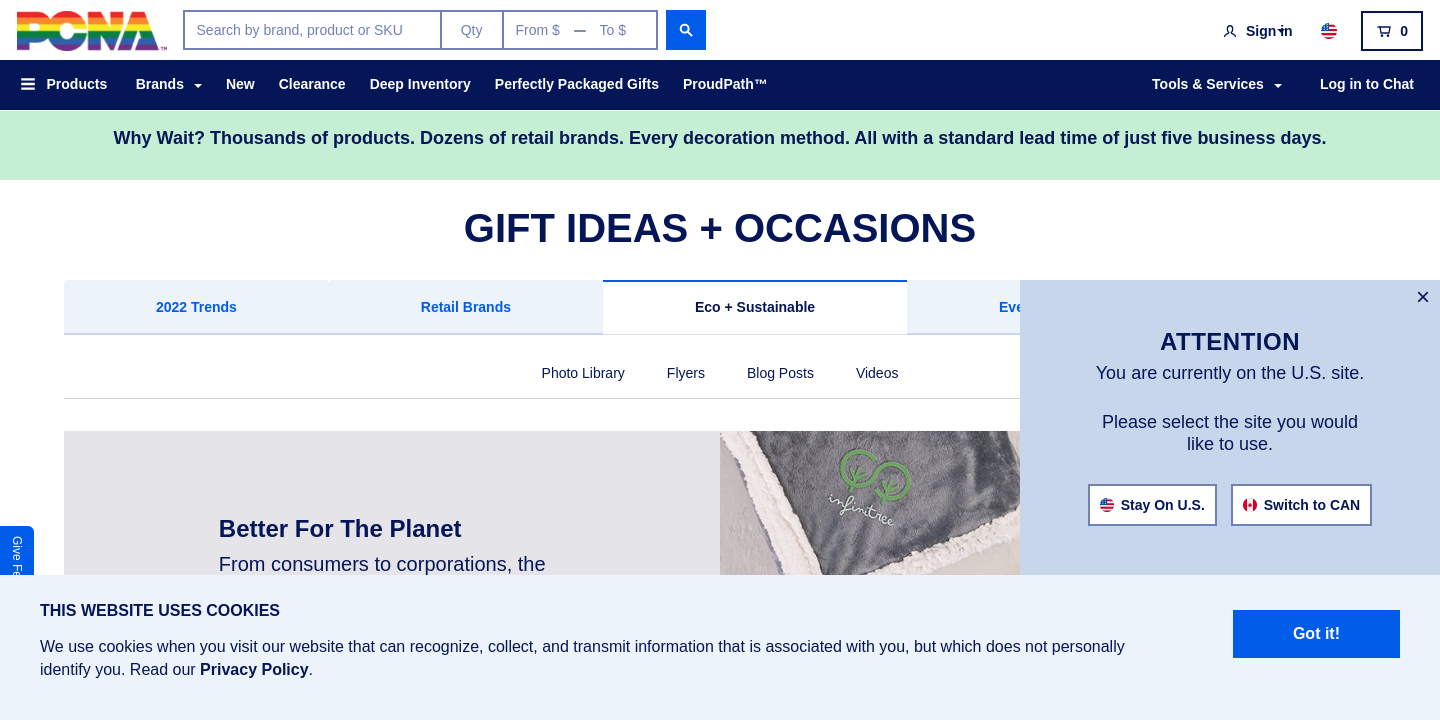 PCNA™
Search by brand, product or SKU Qty From $ — To $
Sign In 0
Products Brands New Clearance Deep Inventory Perfectly Packaged Gifts ProudPath™ Tools & Services Log in to Chat
Why Wait? Thousands of products. Dozens of retail brands. Every decoration method. All with a standard lead time of just five business days.
GIFT IDEAS + OCCASIONS
2022 Trends Retail Brands Eco + Sustainable
Photo Library Flyers Blog Posts Videos
×
ATTENTION
You are currently on the U.S. site.
Please select the site you would
like to use.
Stay On U.S. Switch to CAN
infinitree
Better For The Planet
From consumers to corporations, the
Give
THIS WEBSITE USES COOKIES
We use cookies when you visit our website that can recognize, collect, and transmit information that is associated with you, but which does not personally
identify you. Read our Privacy Policy.
Got it!